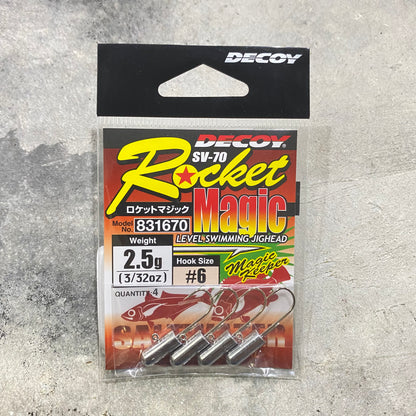 DECOY
DECOY®
SV-70
Rocket
Magic
ロケットマジック
LEVEL SWIMMING JIGHEAD
Model No. 831670
Weight
2.5g
(3/32oz)
Hook Size
#6
Magic Keeper
QUANTITY:4
SALTWATER